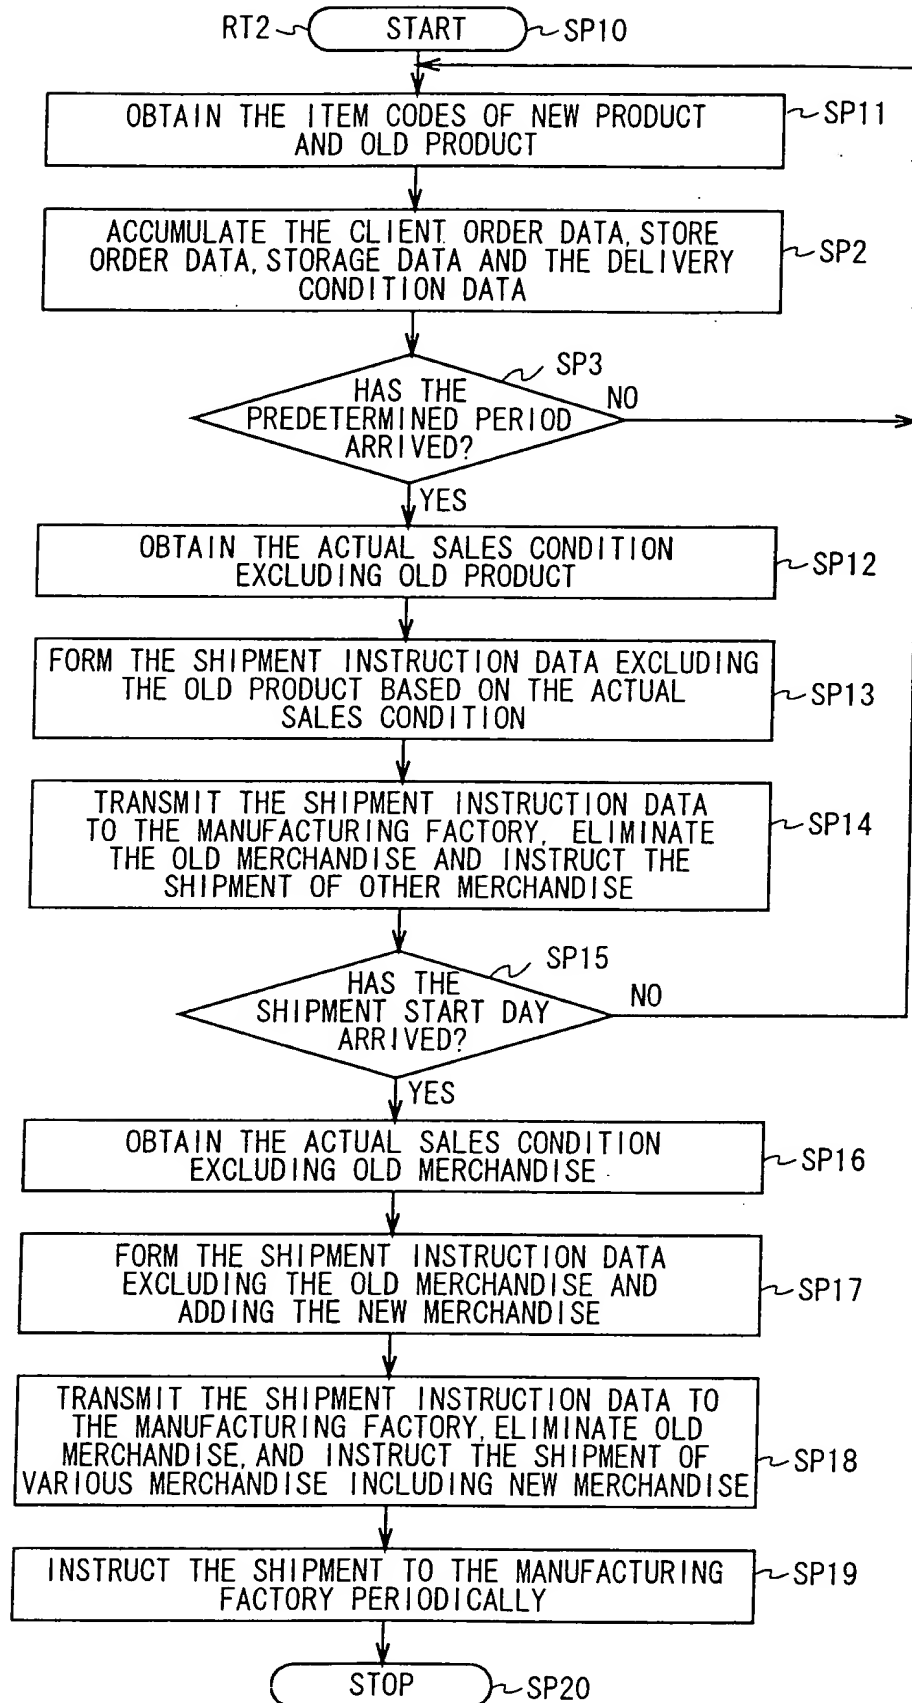 RT2 START SP10
OBTAIN THE ITEM CODES OF NEW PRODUCT
AND OLD PRODUCT
SP11
ACCUMULATE THE CLIENT ORDER DATA, STORE
ORDER DATA, STORAGE DATA AND THE DELIVERY
CONDITION DATA
SP2
SP3
HAS THE
PREDETERMINED PERIOD
ARRIVED?
NO
YES
OBTAIN THE ACTUAL SALES CONDITION
EXCLUDING OLD PRODUCT
SP12
FORM THE SHIPMENT INSTRUCTION DATA EXCLUDING
THE OLD PRODUCT BASED ON THE ACTUAL
SALES CONDITION
SP13
TRANSMIT THE SHIPMENT INSTRUCTION DATA
TO THE MANUFACTURING FACTORY, ELIMINATE
THE OLD MERCHANDISE AND INSTRUCT THE
SHIPMENT OF OTHER MERCHANDISE
SP14
SP15
HAS THE
SHIPMENT START DAY
ARRIVED?
NO
YES
OBTAIN THE ACTUAL SALES CONDITION
EXCLUDING OLD MERCHANDISE
SP16
FORM THE SHIPMENT INSTRUCTION DATA
EXCLUDING THE OLD MERCHANDISE AND
ADDING THE NEW MERCHANDISE
SP17
TRANSMIT THE SHIPMENT INSTRUCTION DATA TO
THE MANUFACTURING FACTORY, ELIMINATE OLD
MERCHANDISE, AND INSTRUCT THE SHIPMENT OF
VARIOUS MERCHANDISE INCLUDING NEW MERCHANDISE
SP18
INSTRUCT THE SHIPMENT TO THE MANUFACTURING
FACTORY PERIODICALLY
SP19
STOP SP20